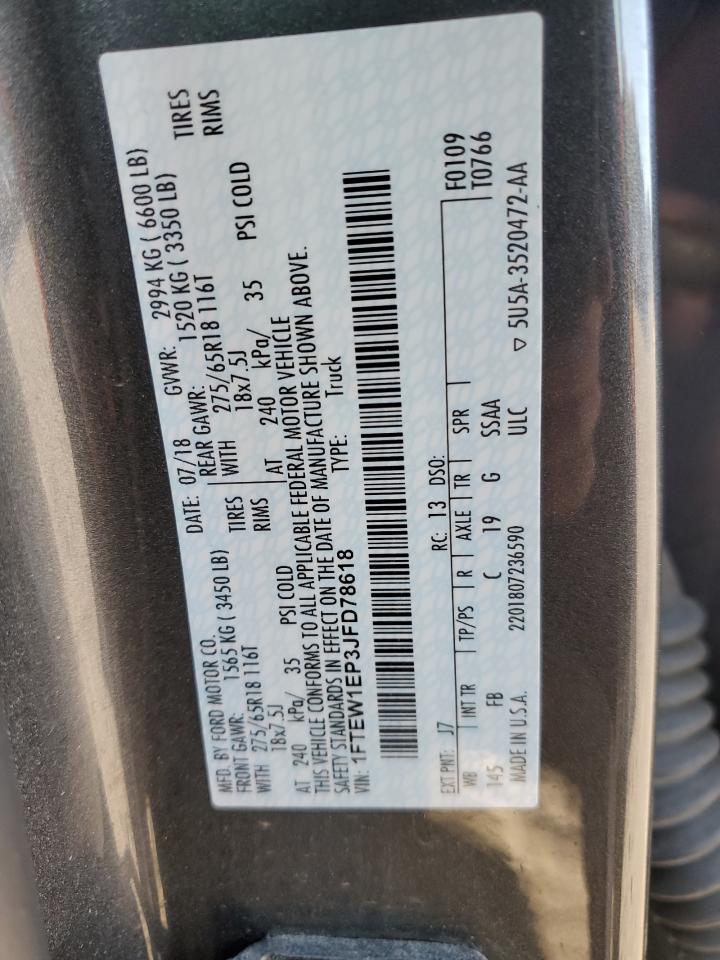 MFD. BY FORD MOTOR CO.
DATE: 07/18 GVWR: 2994 KG ( 6600 LB)
FRONT GAWR: 1565 KG ( 3450 LB) REAR GAWR: 1520 KG ( 3350 LB)
WITH 275/65R18 116T TIRES WITH 275/65R18 116T TIRES
18x7.5J RIMS 18x7.5J RIMS
AT 240 kPa/ 35 PSI COLD AT 240 kPa/ 35 PSI COLD
THIS VEHICLE CONFORMS TO ALL APPLICABLE FEDERAL MOTOR VEHICLE
SAFETY STANDARDS IN EFFECT ON THE DATE OF MANUFACTURE SHOWN ABOVE.
VIN: 1FTEW1EP3JFD78618 TYPE: Truck
F0109
EXT PNT: J7 RC: 13 DSO: T0766
WB INT TR TP/PS R AXLE TR SPR
145 FB C 19 G SSAA
ULC ▽ 5U5A-3520472-AA
MADE IN U.S.A. 2201807236590